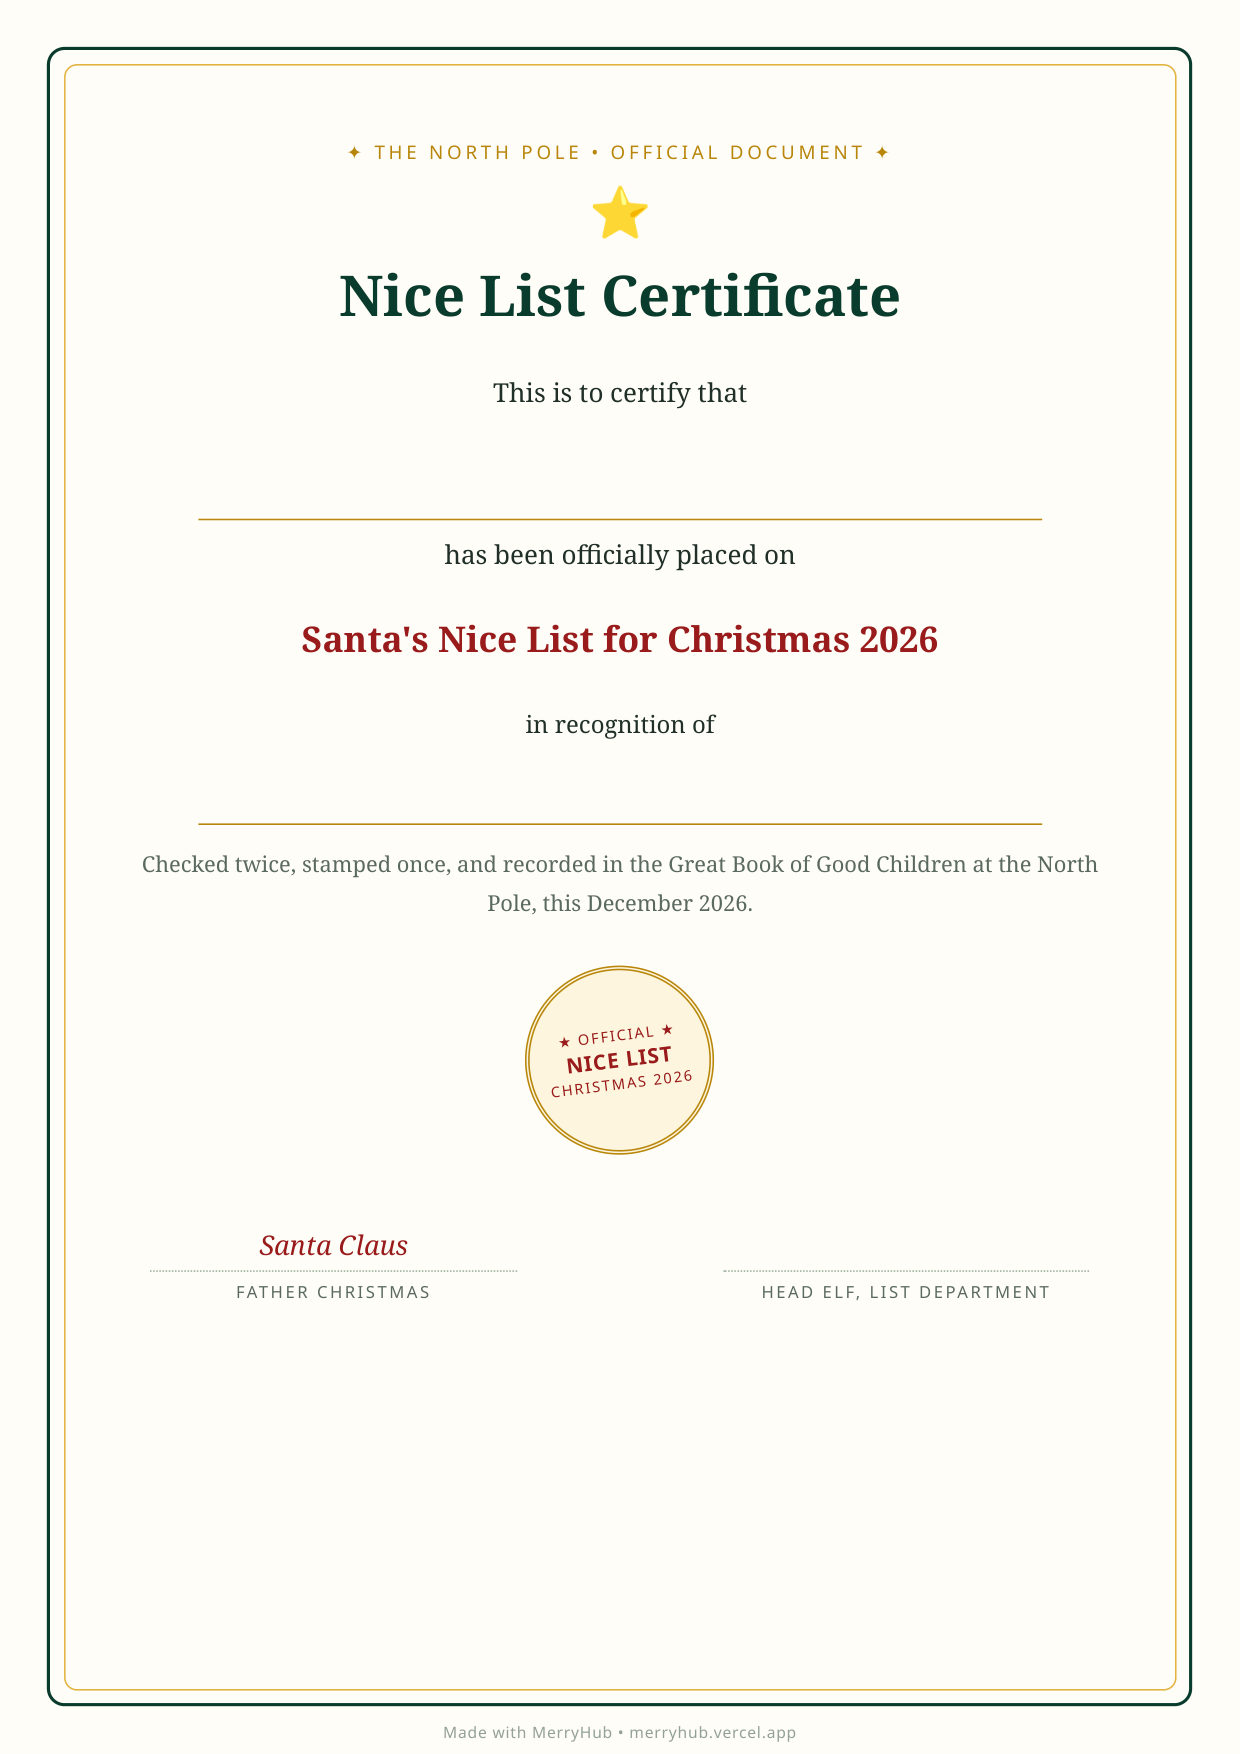 ✦ THE NORTH POLE • OFFICIAL DOCUMENT ✦
Nice List Certificate
This is to certify that
has been officially placed on
Santa's Nice List for Christmas 2026
in recognition of
Checked twice, stamped once, and recorded in the Great Book of Good Children at the North
Pole, this December 2026.
★ OFFICIAL ★
NICE LIST
CHRISTMAS 2026
Santa Claus
FATHER CHRISTMAS
HEAD ELF, LIST DEPARTMENT
Made with MerryHub • merryhub.vercel.app